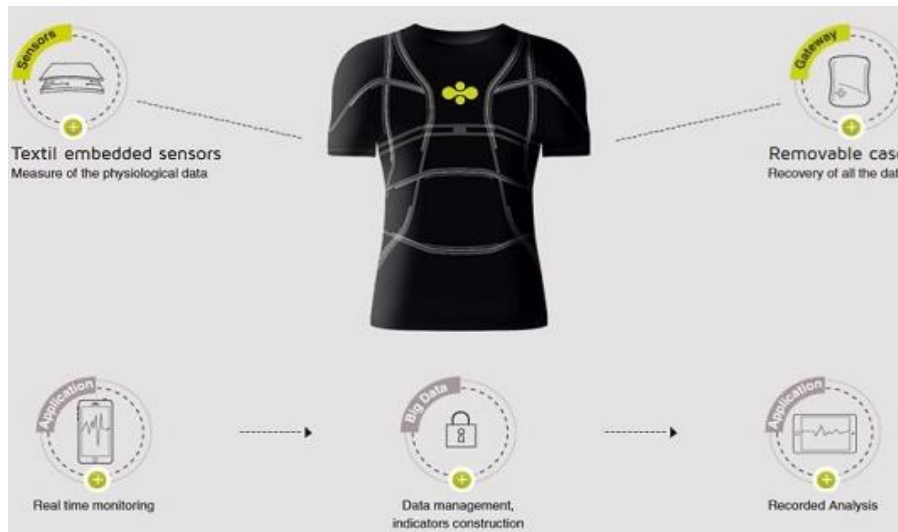 Sensors
Textil embedded sensors
Measure of the physiological data
Gateway
Removable cas
Recovery of all the dat
Application
Real time monitoring
Big Data
Data management,
indicators construction
Application
Recorded Analysis